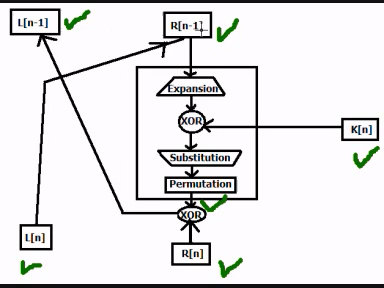 L[n-1]
R[n-1]
Expansion
XOR
K[n]
Substitution
Permutation
XOR
L[n]
R[n]